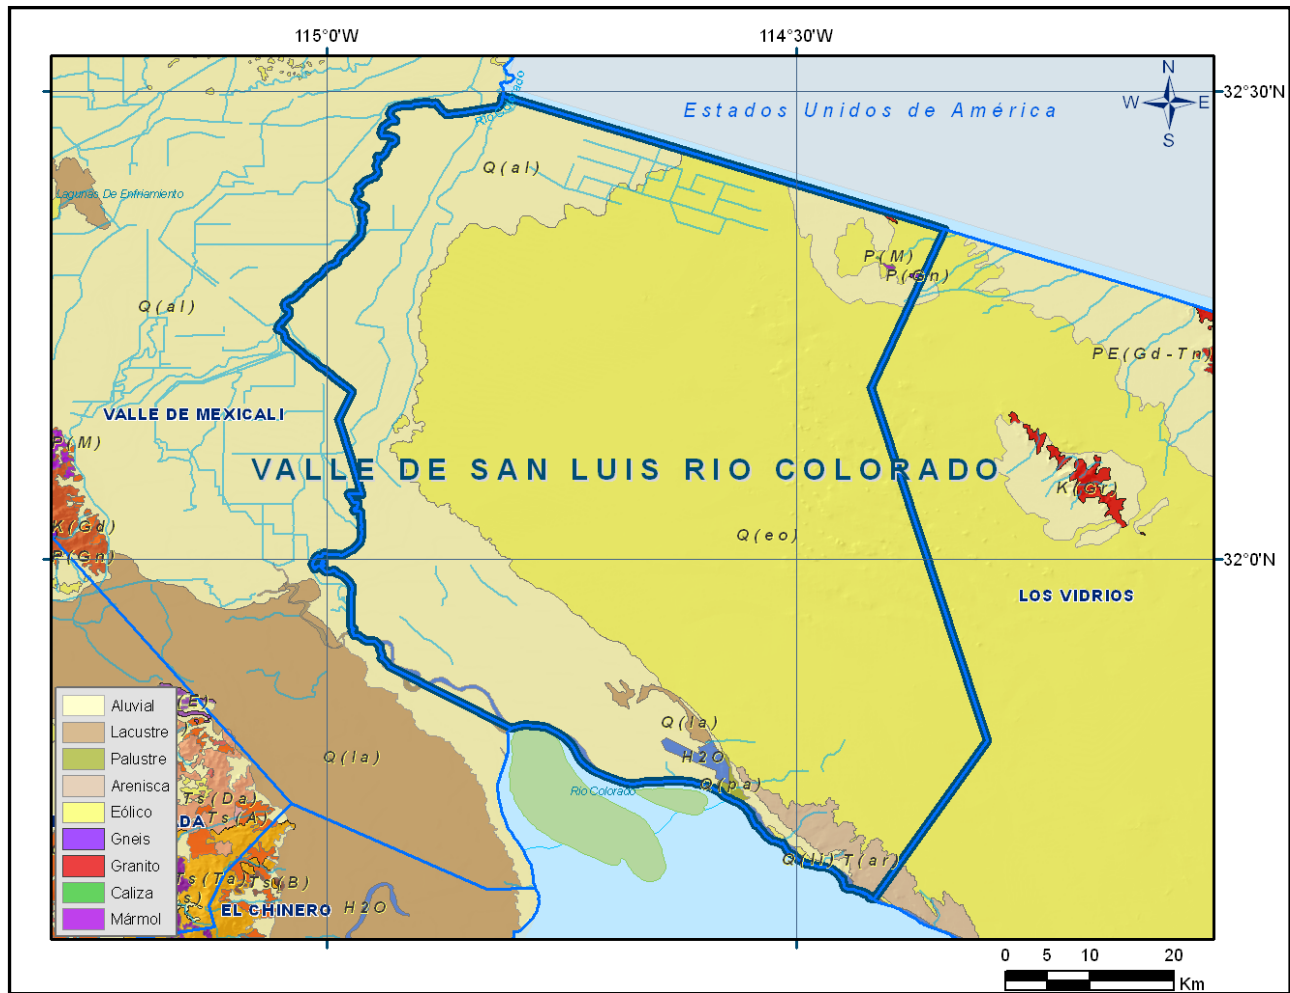 115°0'W
114°30'W
N
W
E
S
32°30'N
Estados Unidos de América
Río Colorado
Q(al)
Lagunas De Enfriamiento
P(M)
P(Gn)
Q(al)
PE(Gd-Tn)
VALLE DE MEXICALI
P(M)
VALLE DE SAN LUIS RIO COLORADO
K(Gr)
K(Gd)
Q(eo)
32°0'N
LOS VIDRIOS
Aluvial
Lacustre
Palustre
Arenisca
Eólico
Gneis
Granito
Caliza
Mármol
Q(la)
Q(la)
H2O
Q(pa)
Río Colorado
Ts(Da)
Ts(A)
Q(li)
T(ar)
Ts(Ta)
Ts(B)
EL CHINERO
H2O
0 5 10 20
Km